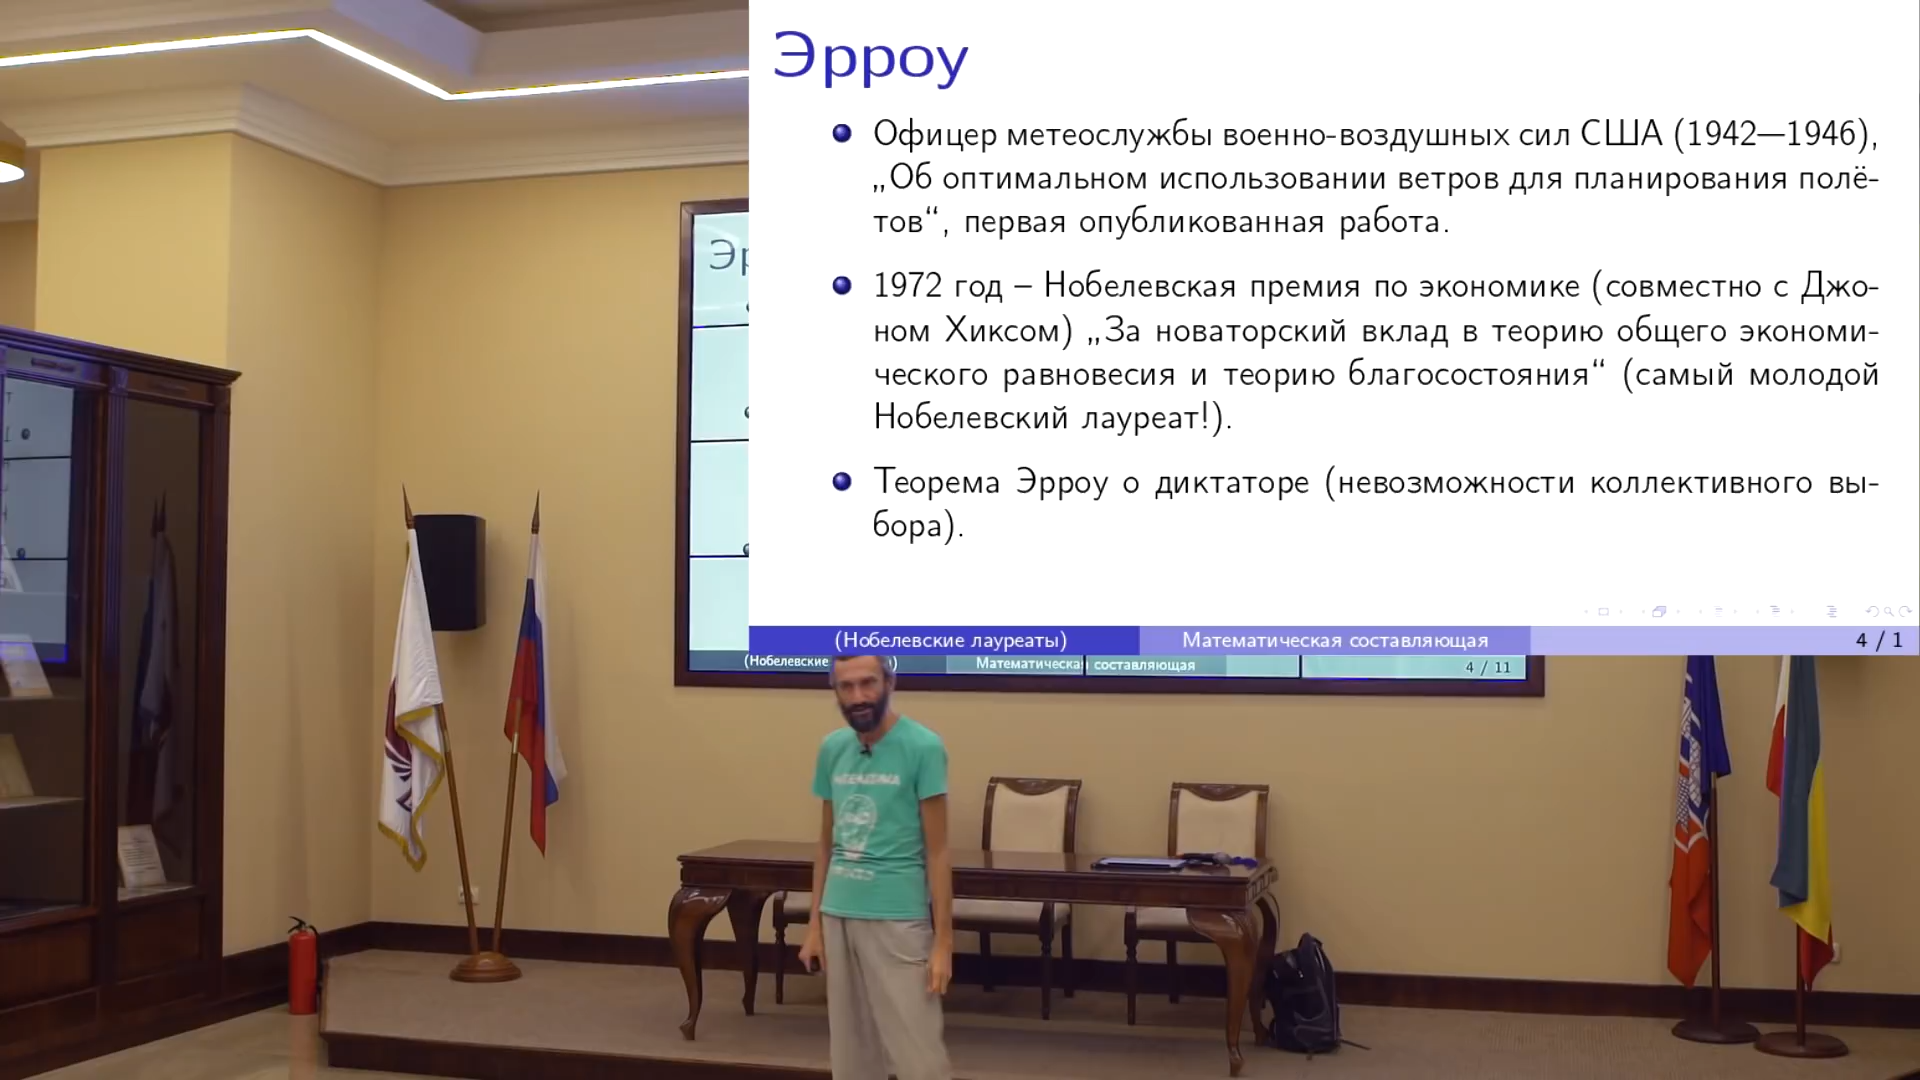 Эрроу
Офицер метеослужбы военно-воздушных сил США (1942—1946),
„Об оптимальном использовании ветров для планирования полё-
тов“, первая опубликованная работа.
1972 год – Нобелевская премия по экономике (совместно с Джо-
ном Хиксом) „За новаторский вклад в теорию общего экономи-
ческого равновесия и теорию благосостояния“ (самый молодой
Нобелевский лауреат!).
Теорема Эрроу о диктаторе (невозможности коллективного вы-
бора).
(Нобелевские лауреаты) Математическая составляющая 4 / 1
Эр
(Нобелевские ) Математическая составляющая 4 / 11